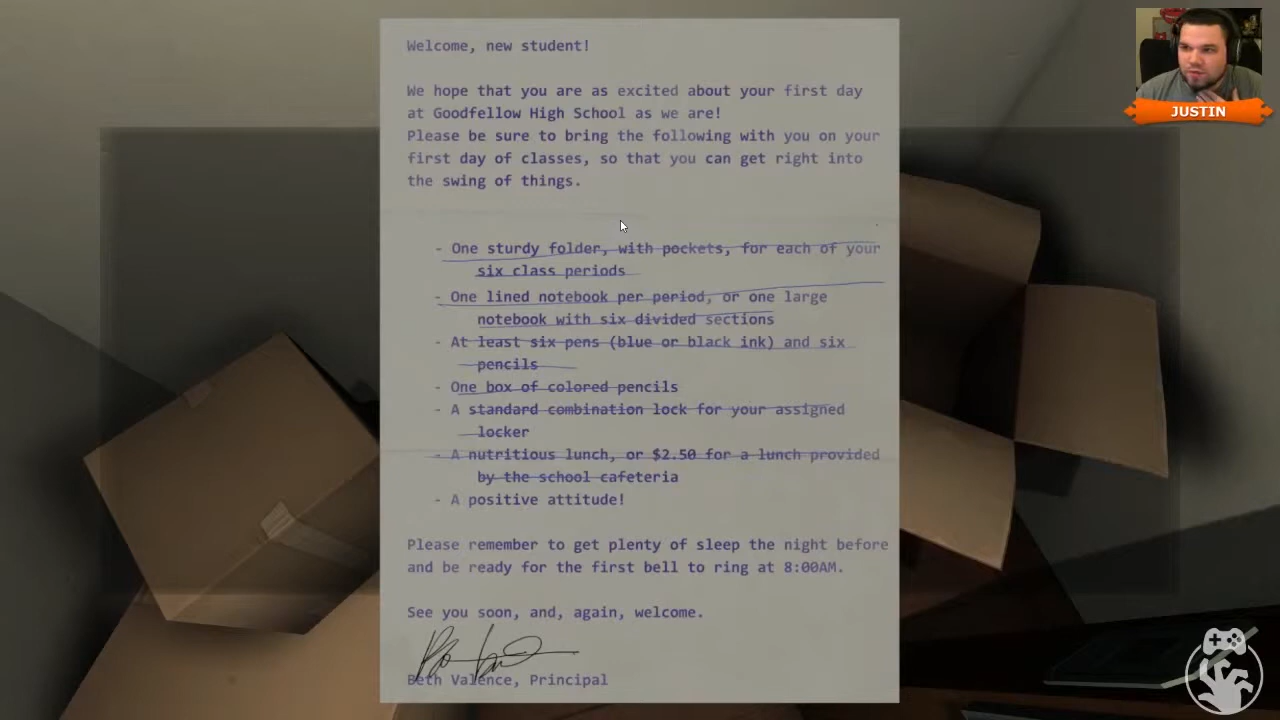 Welcome, new student!
We hope that you are as excited about your first day
at Goodfellow High School as we are!
Please be sure to bring the following with you on your
first day of classes, so that you can get right into
the swing of things.
- One sturdy folder, with pockets, for each of your
six class periods
- One lined notebook per period, or one large
notebook with six divided sections
- At least six pens (blue or black ink) and six
pencils
- One box of colored pencils
- A standard combination lock for your assigned
locker
- A nutritious lunch, or $2.50 for a lunch provided
by the school cafeteria
- A positive attitude!
Please remember to get plenty of sleep the night before
and be ready for the first bell to ring at 8:00AM.
See you soon, and, again, welcome.
Beth Valence, Principal
JUSTIN